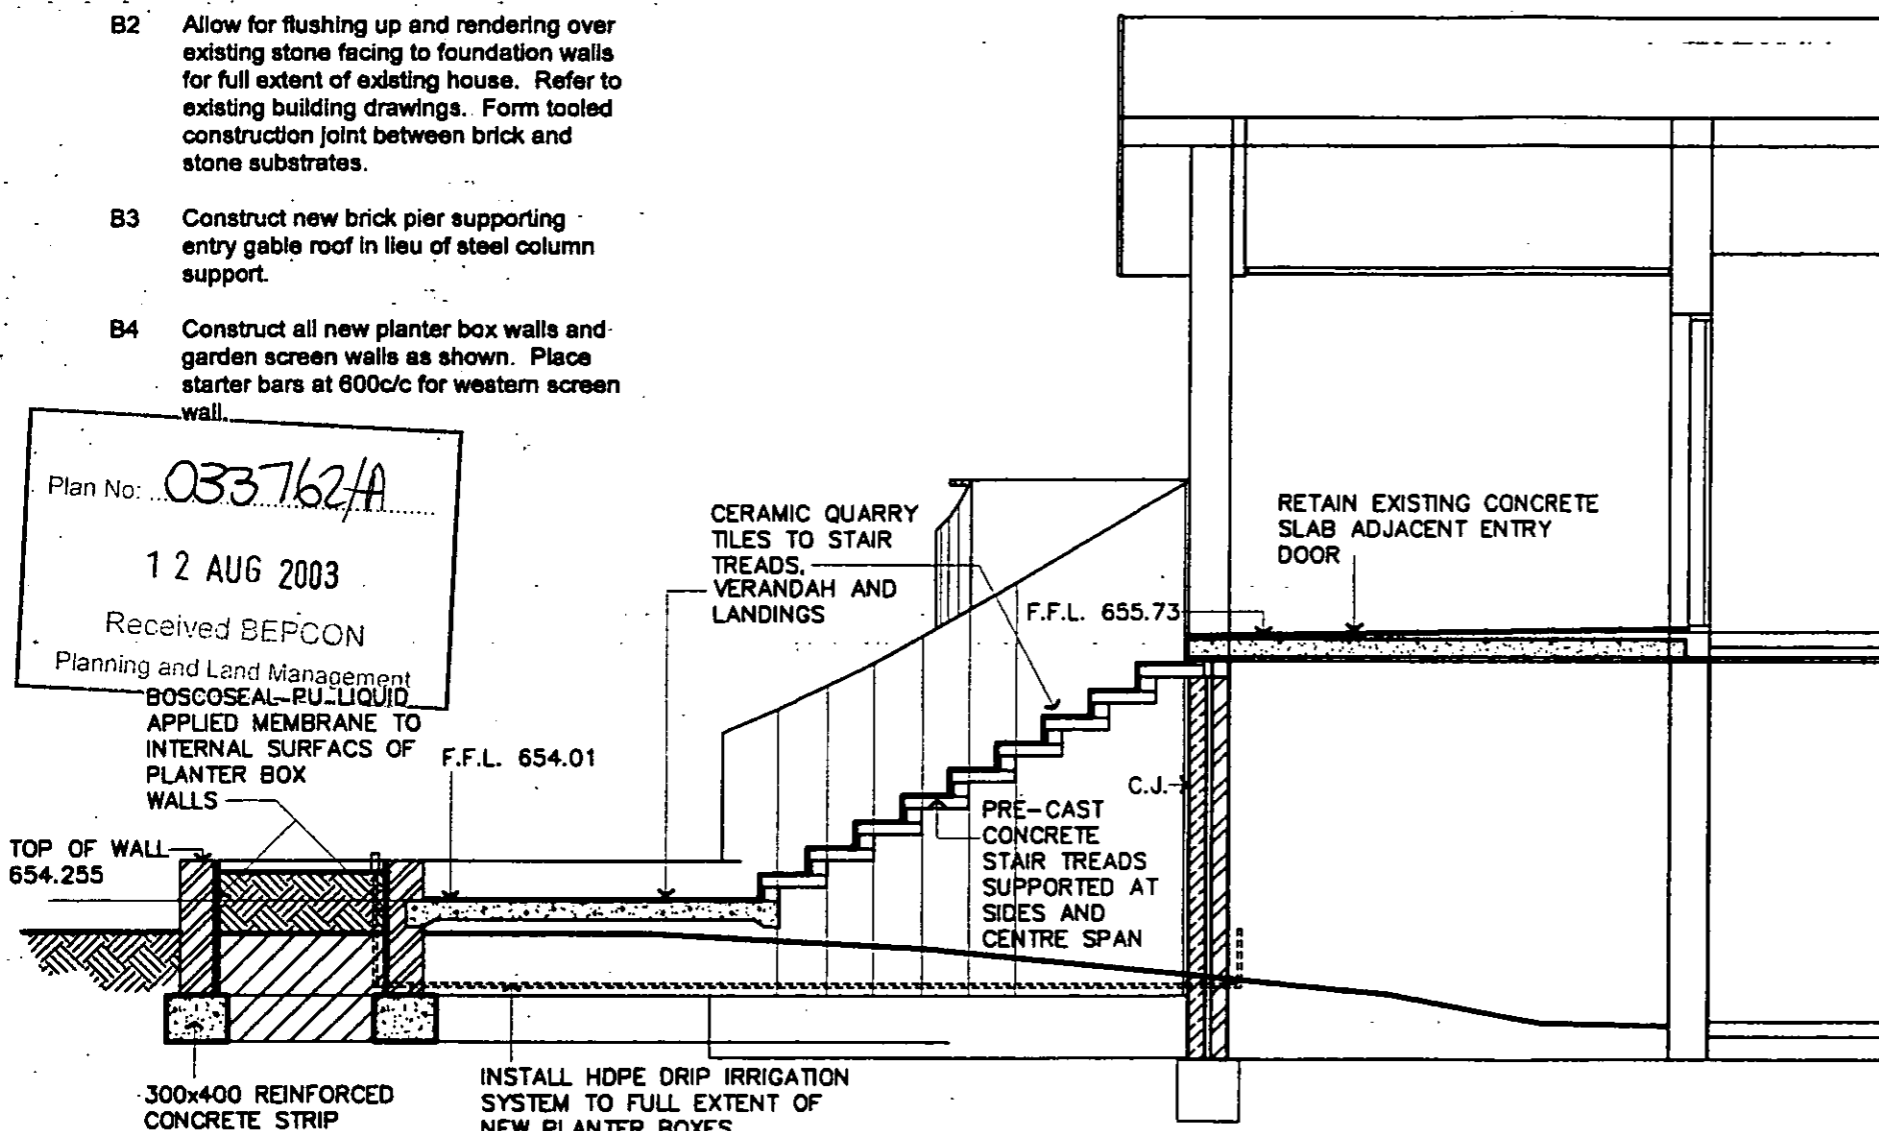 B2 Allow for flushing up and rendering over
existing stone facing to foundation walls
for full extent of existing house. Refer to
existing building drawings. Form tooled
construction joint between brick and
stone substrates.
B3 Construct new brick pier supporting
entry gable roof in lieu of steel column
support.
B4 Construct all new planter box walls and
garden screen walls as shown. Place
starter bars at 600c/c for western screen
wall.
Plan No: 033762/A
12 AUG 2003
Received BEPCON
Planning and Land Management
BOSCOSEAL-PU-LIQUID
APPLIED MEMBRANE TO
INTERNAL SURFACS OF
PLANTER BOX
WALLS
F.F.L. 654.01
TOP OF WALL
654.255
CERAMIC QUARRY
TILES TO STAIR
TREADS,
VERANDAH AND
LANDINGS
F.F.L. 655.73
RETAIN EXISTING CONCRETE
SLAB ADJACENT ENTRY
DOOR
C.J.
PRE-CAST
CONCRETE
STAIR TREADS
SUPPORTED AT
SIDES AND
CENTRE SPAN
300x400 REINFORCED
CONCRETE STRIP
INSTALL HDPE DRIP IRRIGATION
SYSTEM TO FULL EXTENT OF
NEW PLANTER BOXES